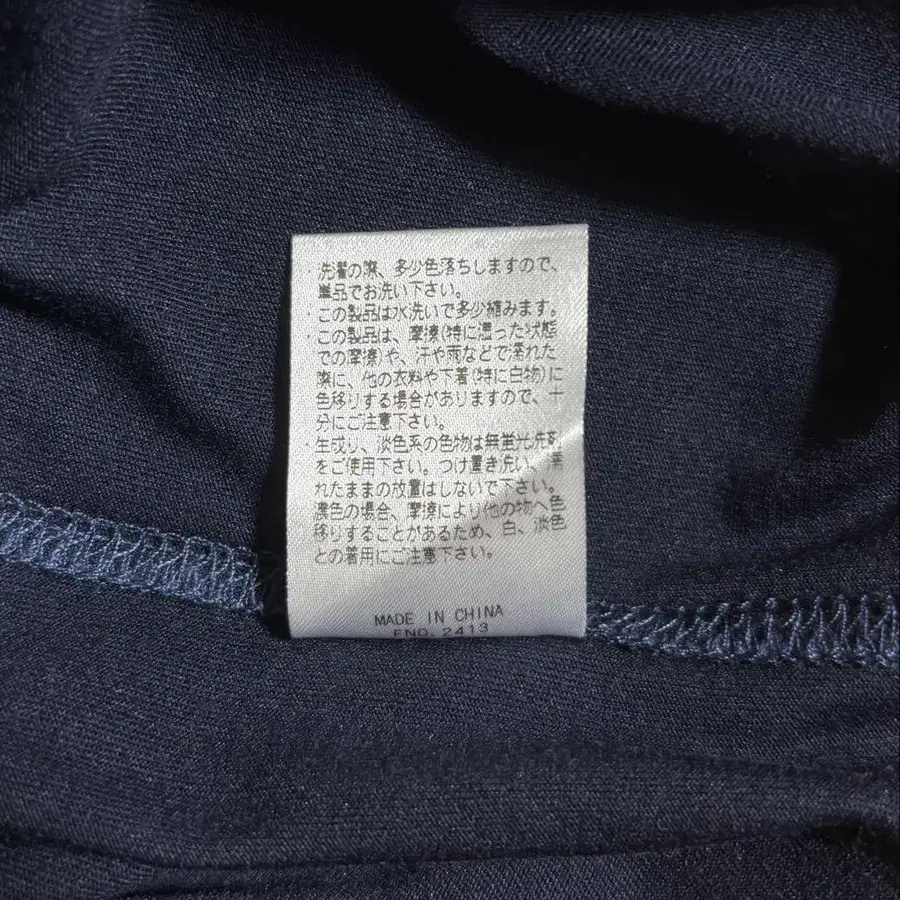 ・洗濯の際、多少色落ちしますので、
単品でお洗い下さい。
・この製品は水洗いで多少縮みます。
・この製品は、摩擦(特に湿った状態
での摩擦)や、汗や雨などで濡れた
際に、他の衣料や下着(特に白物)に
色移りする場合がありますので、十
分にご注意下さい。
・生成り、淡色系の色物は無蛍光洗剤
をご使用下さい。つけ置き洗い、濡
れたままの放置はしないで下さい。
濃色の場合、摩擦により他の物へ色
移りすることがあるため、白、淡色
との着用にご注意下さい。
MADE IN CHINA
FNO. 2413